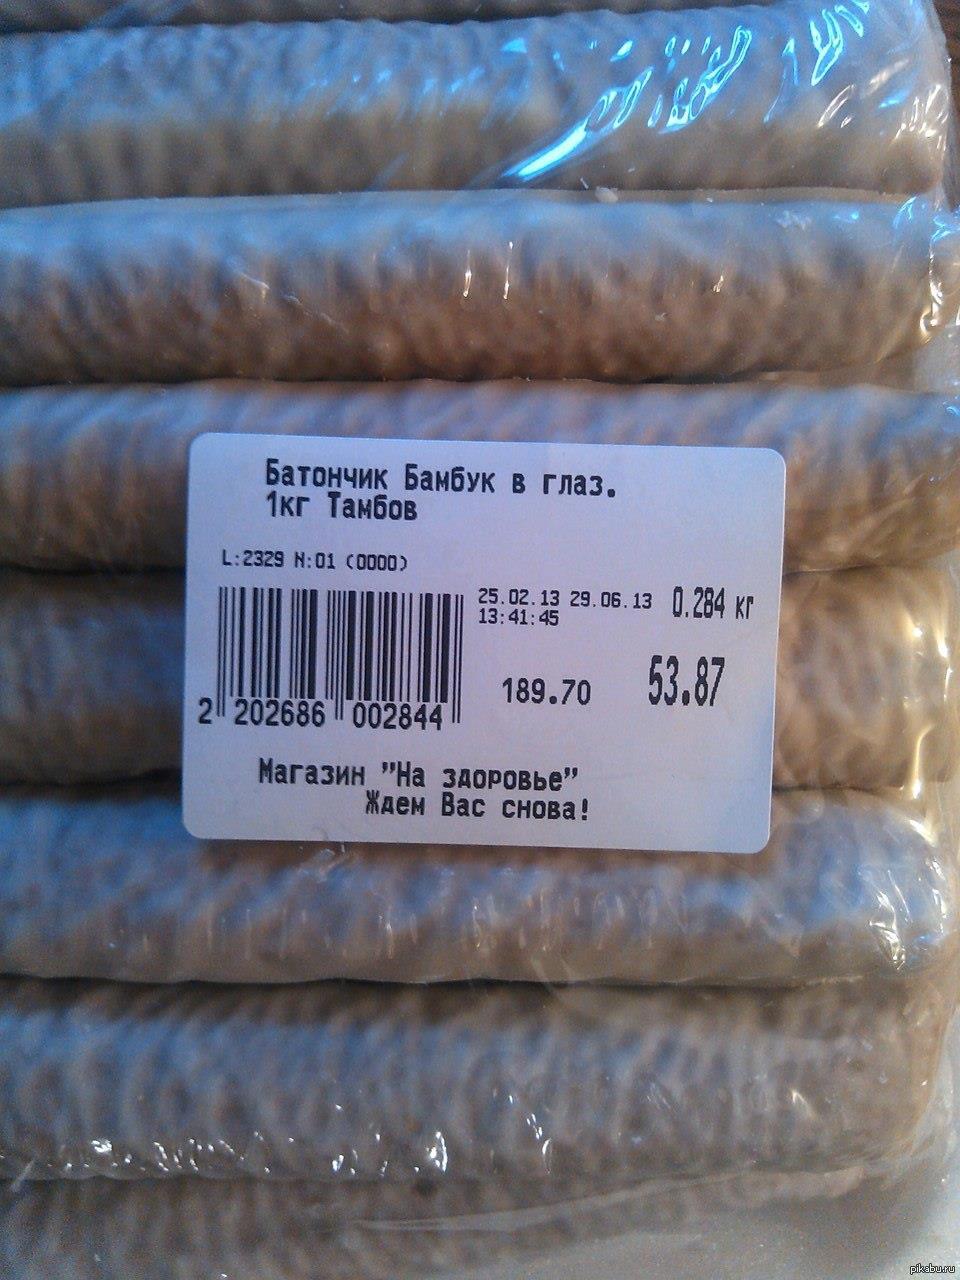 Батончик Бамбук в глаз.
1кг Тамбов
L:2329 N:01 (0000)
25.02.13 29.06.13 0.284 кг
13:41:45
189.70 53.87
2 202686 002844
Магазин "На здоровье"
Ждем Вас снова!
pikabu.ru